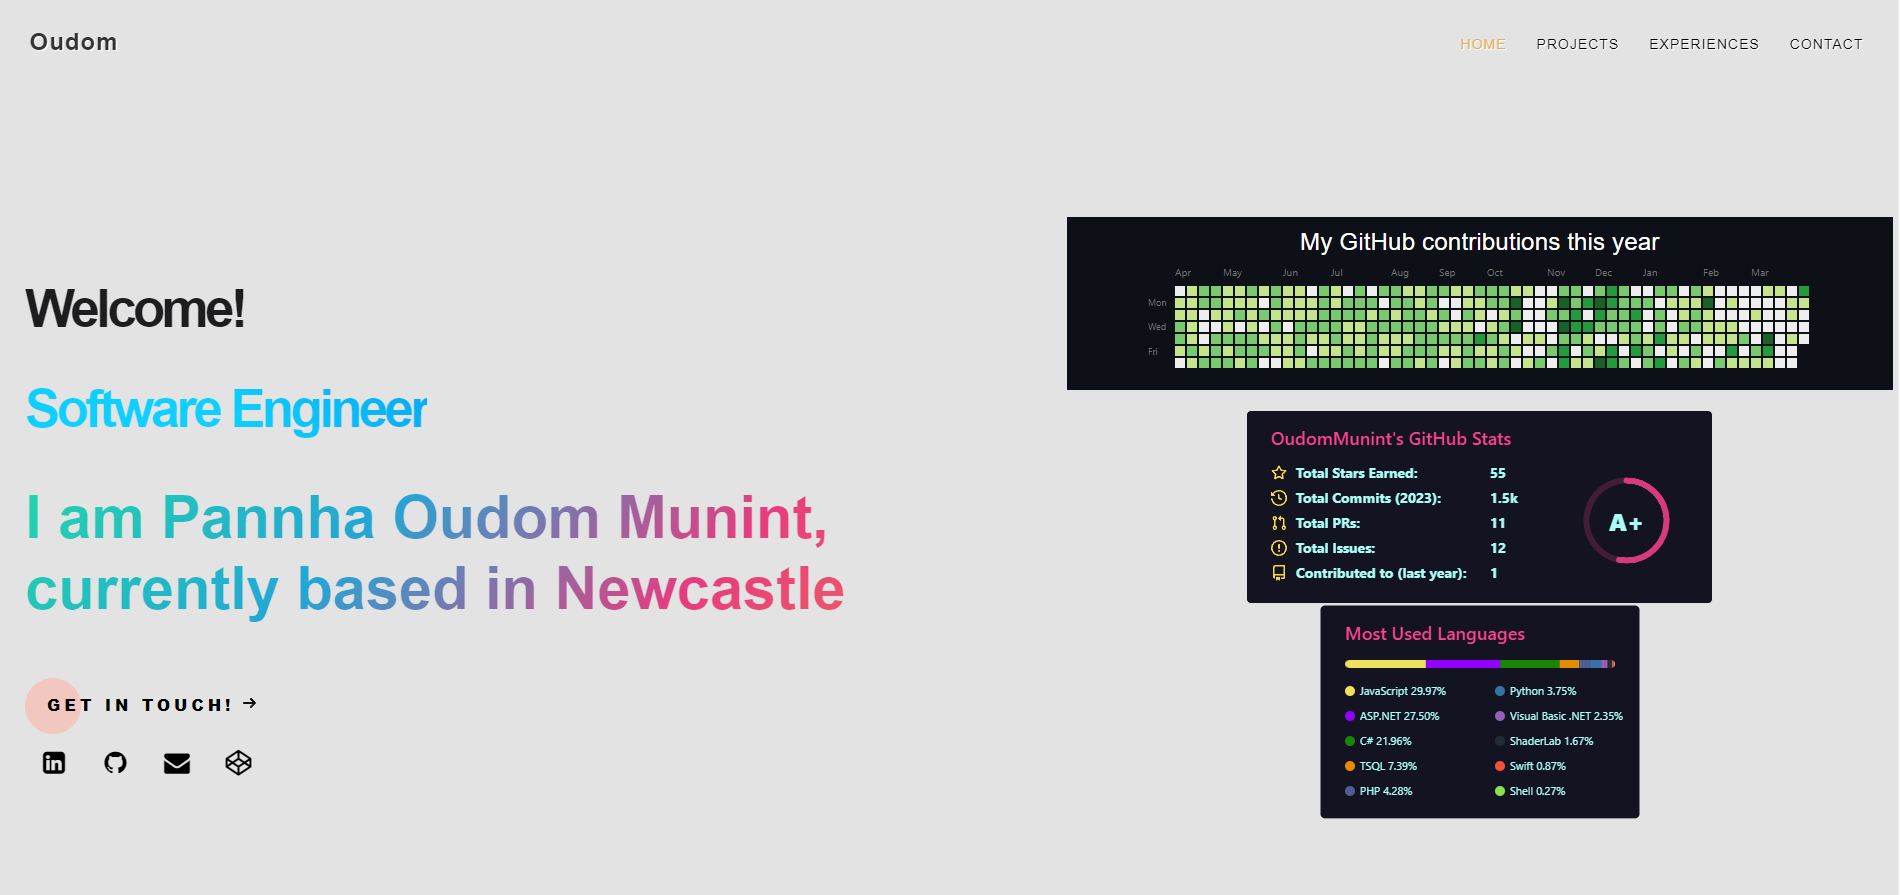 Oudom
HOME PROJECTS EXPERIENCES CONTACT
Welcome!
Software Engineer
I am Pannha Oudom Munint,
currently based in Newcastle
GET IN TOUCH!
My GitHub contributions this year
Apr May Jun Jul Aug Sep Oct Nov Dec Jan Feb Mar
Mon
Wed
Fri
OudomMunint's GitHub Stats
Total Stars Earned: 55
Total Commits (2023): 1.5k
Total PRs: 11
Total Issues: 12
Contributed to (last year): 1
A+
Most Used Languages
JavaScript 29.97%
ASP.NET 27.50%
C# 21.96%
TSQL 7.39%
PHP 4.28%
Python 3.75%
Visual Basic .NET 2.35%
ShaderLab 1.67%
Swift 0.87%
Shell 0.27%